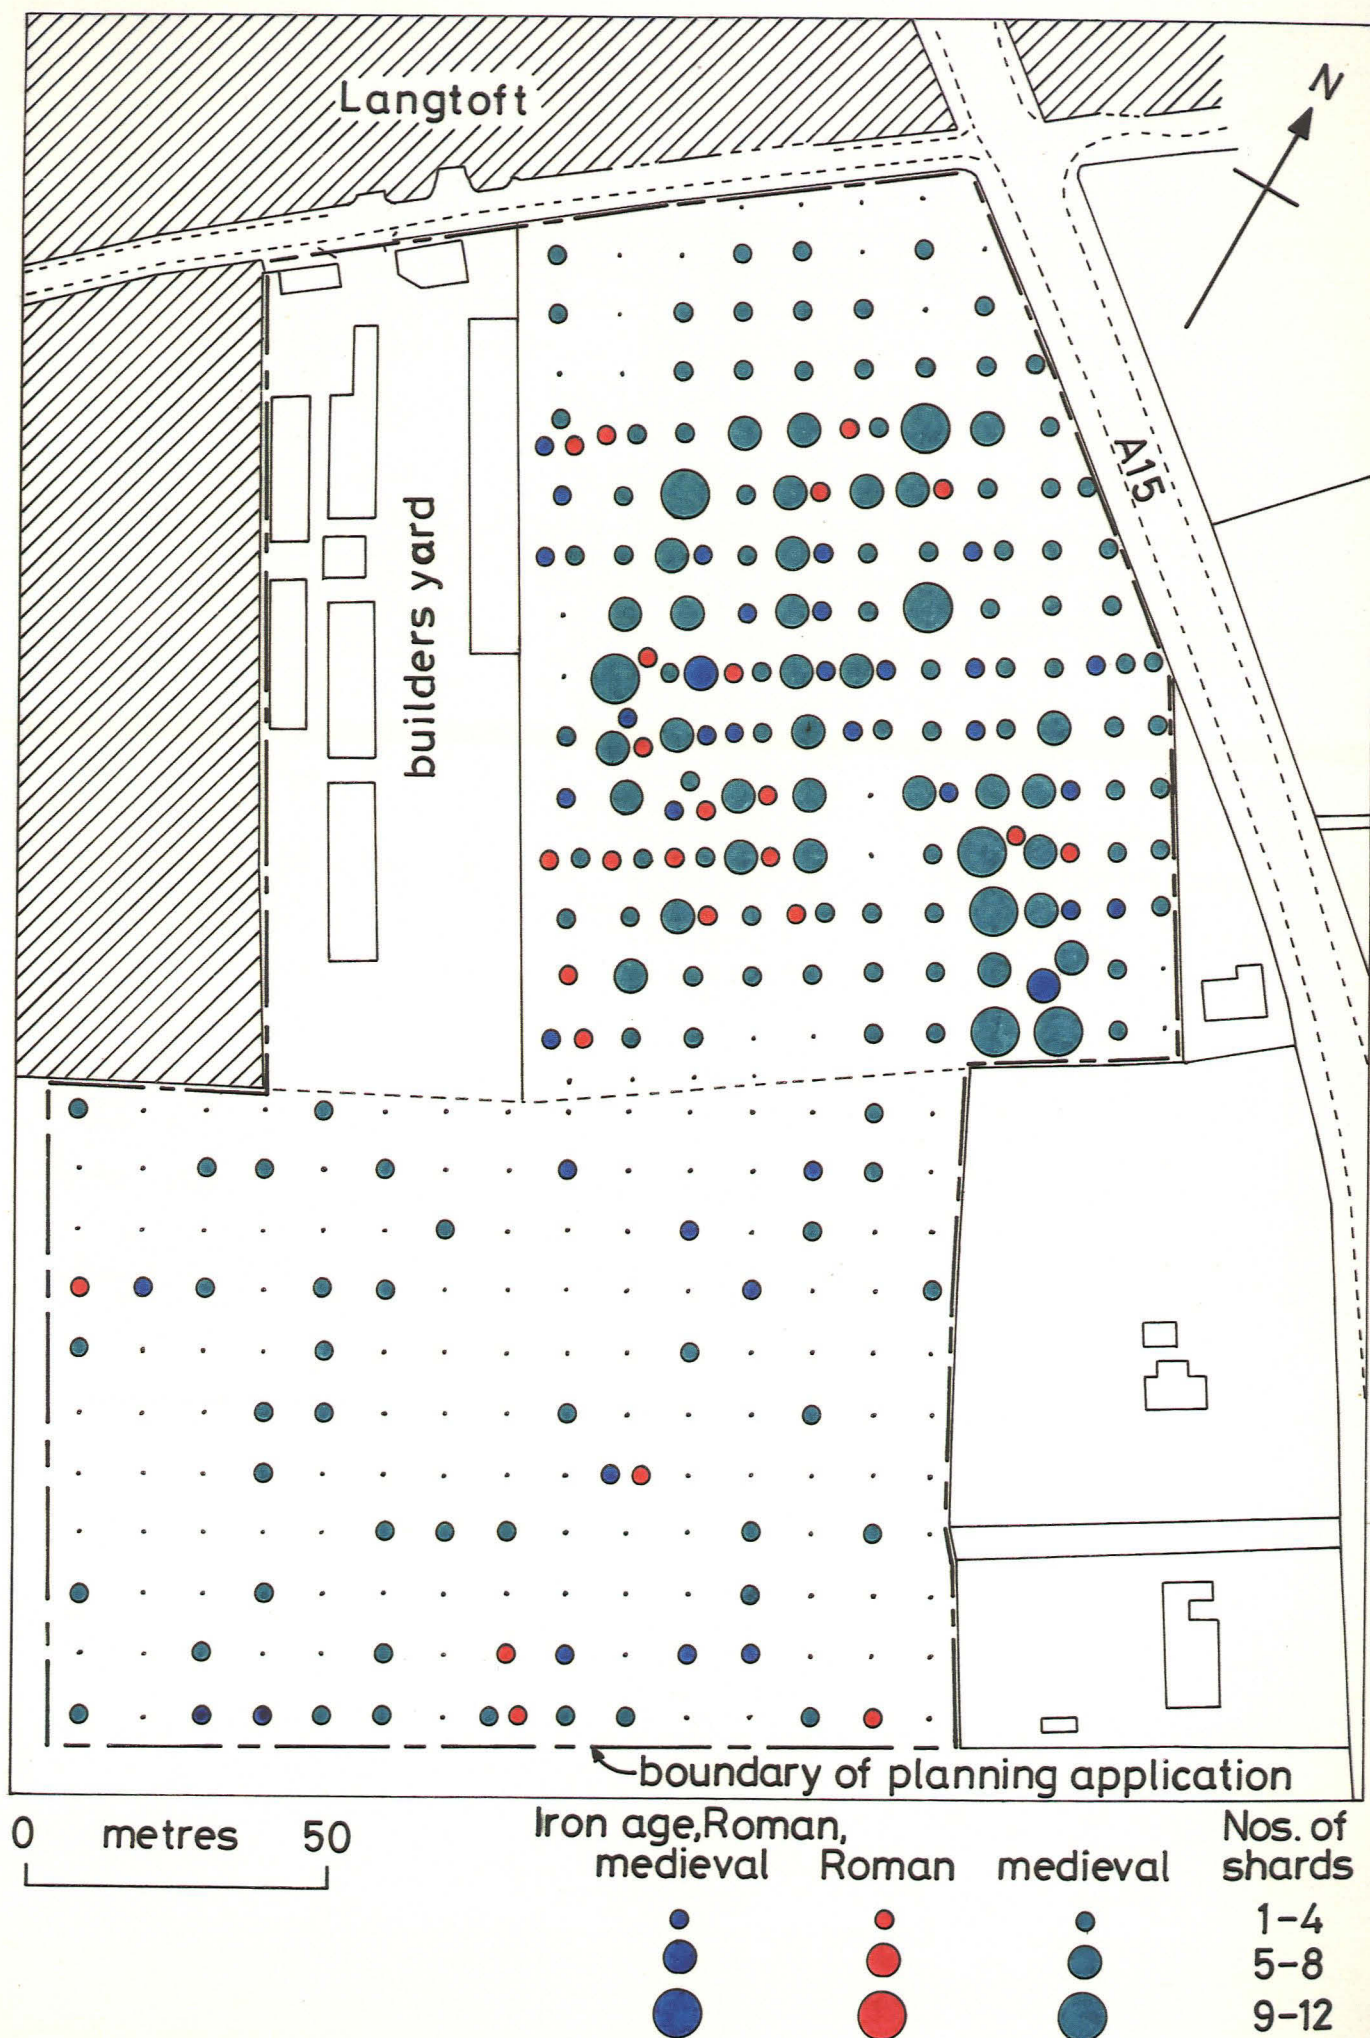 Langtoft
N
A15
builders yard
boundary of planning application
0 metres 50
Iron age, Roman, medieval
Roman
medieval
Nos. of shards
1-4
5-8
9-12